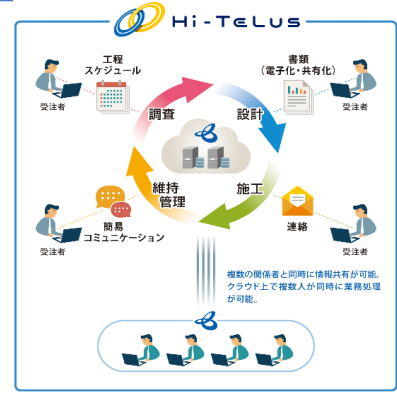 Hi-TeLus
工程
スケジュール
書類
（電子化・共有化）
受注者
受注者
調査
設計
維持
管理
施工
簡易
コミュニケーション
連絡
受注者
受注者
複数の関係者と同時に情報共有が可能。
クラウド上で複数人が同時に業務処理
が可能。